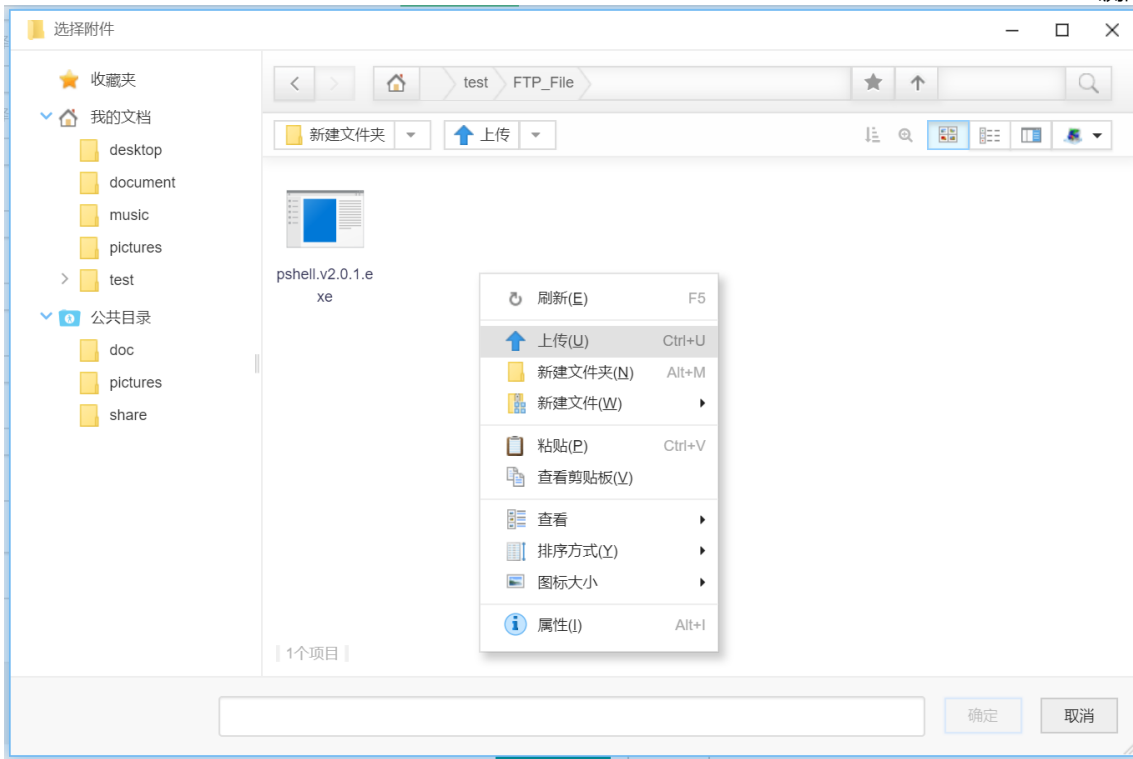 选择附件
收藏夹
我的文档
desktop
document
music
pictures
test
公共目录
doc
pictures
share
test FTP_File
新建文件夹 上传
pshell.v2.0.1.e
xe
刷新(E) F5
上传(U) Ctrl+U
新建文件夹(N) Alt+M
新建文件(W)
粘贴(P) Ctrl+V
查看剪贴板(V)
查看
排序方式(Y)
图标大小
属性(I) Alt+I
1个项目
确定 取消